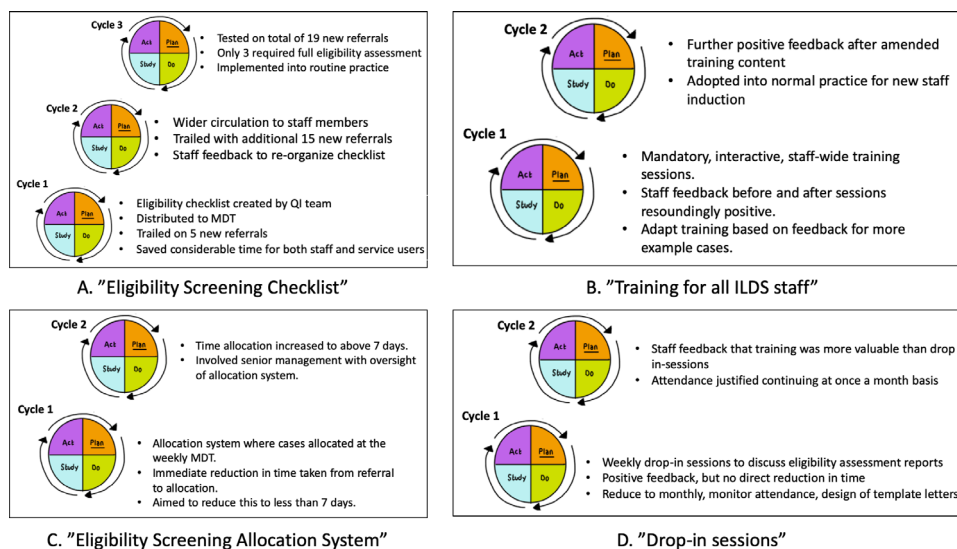 Cycle 3
Act
Plan
Study
Do
Tested on total of 19 new referrals
Only 3 required full eligibility assessment
Implemented into routine practice
Cycle 2
Act
Plan
Study
Do
Wider circulation to staff members
Trailed with additional 15 new referrals
Staff feedback to re-organize checklist
Cycle 1
Act
Plan
Study
Do
Eligibility checklist created by QI team
Distributed to MDT
Trailed on 5 new referrals
Saved considerable time for both staff and service users
A. ”Eligibility Screening Checklist”
Cycle 2
Act
Plan
Study
Do
Further positive feedback after amended
training content
Adopted into normal practice for new staff
induction
Cycle 1
Act
Plan
Study
Do
Mandatory, interactive, staff-wide training
sessions.
Staff feedback before and after sessions
resoundingly positive.
Adapt training based on feedback for more
example cases.
B. ”Training for all ILDS staff”
Cycle 2
Act
Plan
Study
Do
Time allocation increased to above 7 days.
Involved senior management with oversight
of allocation system.
Cycle 1
Act
Plan
Study
Do
Allocation system where cases allocated at the
weekly MDT.
Immediate reduction in time taken from referral
to allocation.
Aimed to reduce this to less than 7 days.
C. ”Eligibility Screening Allocation System”
Cycle 2
Act
Plan
Study
Do
Staff feedback that training was more valuable than drop
in-sessions
Attendance justified continuing at once a month basis
Cycle 1
Act
Plan
Study
Do
Weekly drop-in sessions to discuss eligibility assessment reports
Positive feedback, but no direct reduction in time
Reduce to monthly, monitor attendance, design of template letters
D. ”Drop-in sessions”